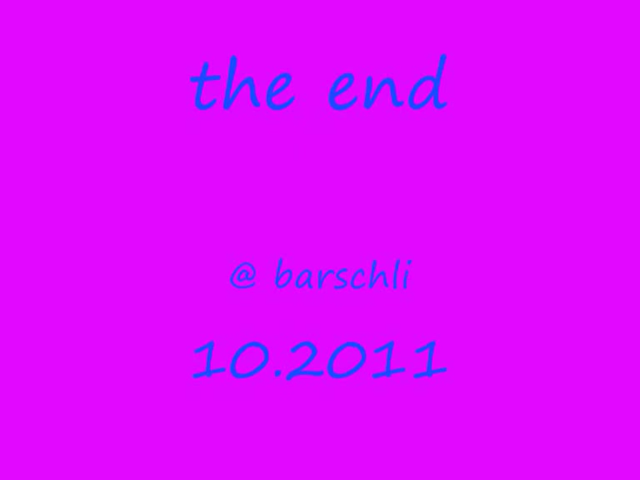 the end
@ barschli
10.2011